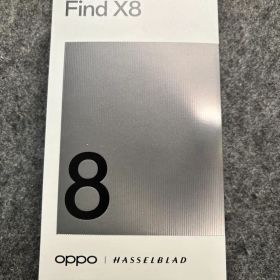 Find X8
8
oppo | HASSELBLAD